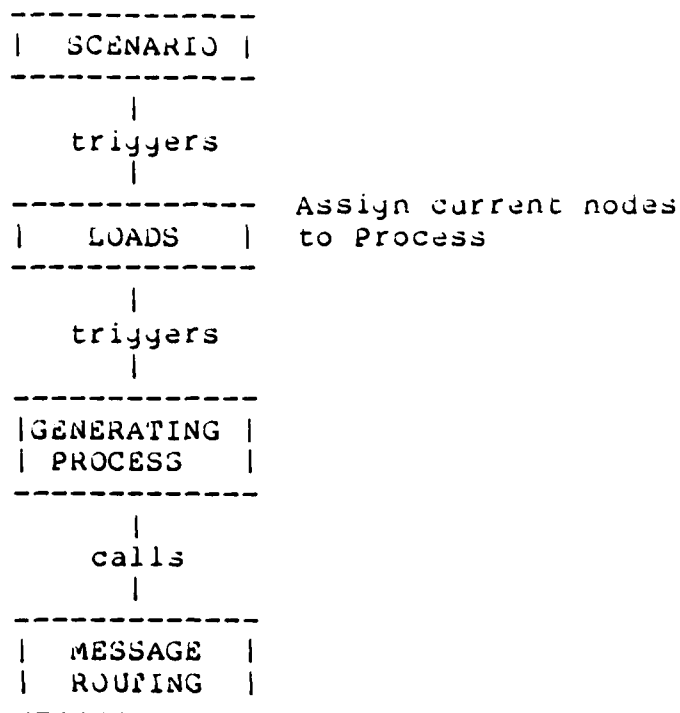 SCENARIO
triggers
LOADS
Assign current nodes
to Process
triggers
GENERATING
PROCESS
calls
MESSAGE
ROUTING